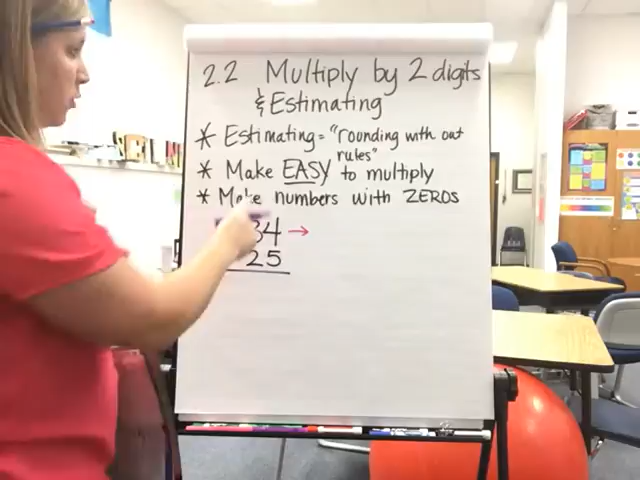 2.2 Multiply by 2 digits
& Estimating
* Estimating = "rounding with out
rules"
* Make EASY to multiply
* Make numbers with ZEROS
34 →
25